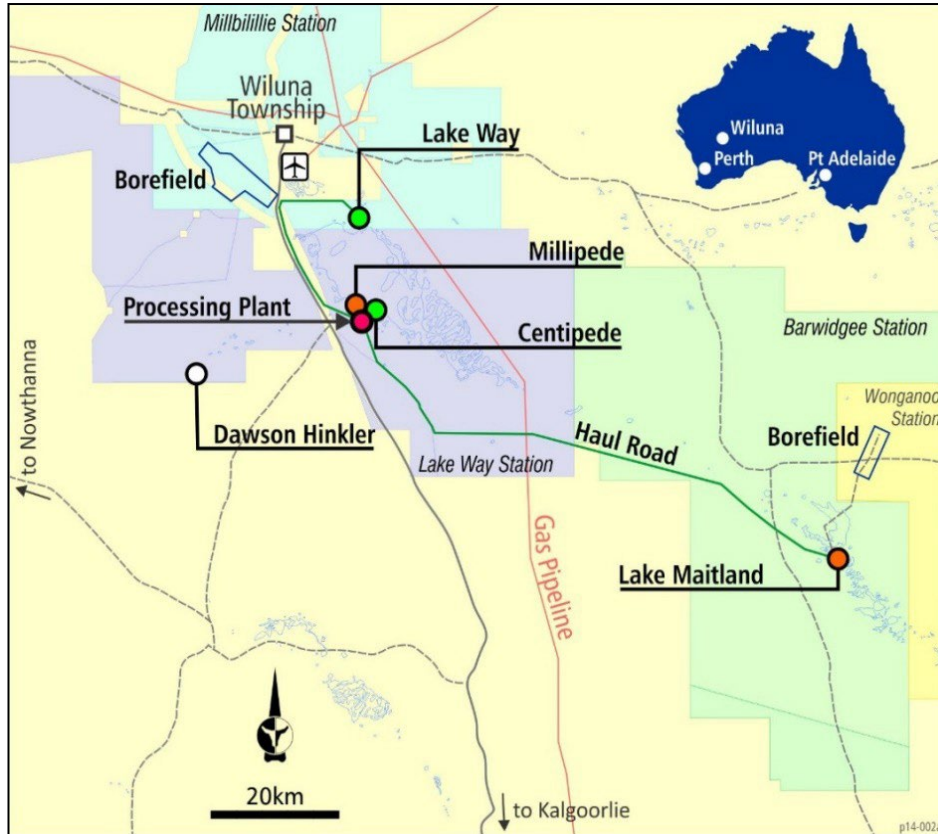 Millbilillie Station
Wiluna
Township
Lake Way
Wiluna
Perth
Pt Adelaide
Borefield
Millipede
Processing Plant
Centipede
Barwidgee Station
Wonganoo
Station
to Nowthanna
Dawson Hinkler
Borefield
Haul Road
Lake Way Station
Gas Pipeline
Lake Maitland
20km
to Kalgoorlie